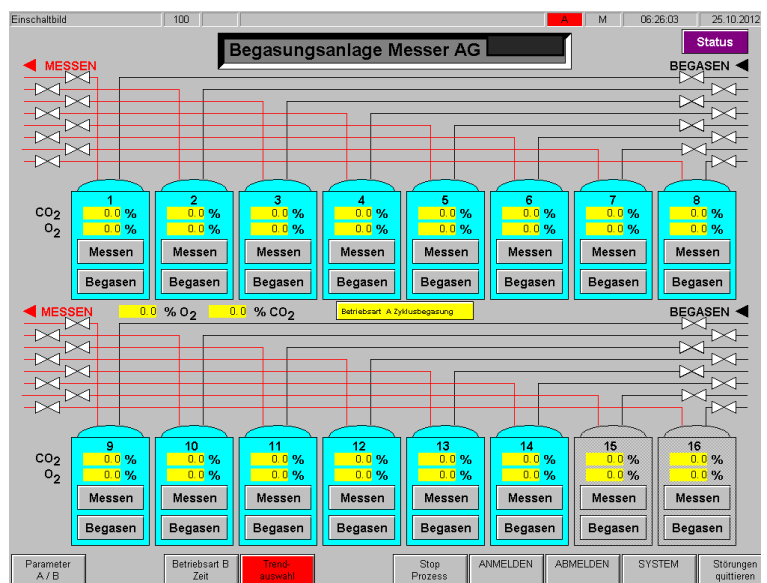 Einschaltbild 100 A M 06:26:03 25.10.2012
Begasungsanlage Messer AG
Status
MESSEN BEGASEN
1 2 3 4 5 6 7 8
CO2 0.0 % 0.0 % 0.0 % 0.0 % 0.0 % 0.0 % 0.0 % 0.0 %
O2 0.0 % 0.0 % 0.0 % 0.0 % 0.0 % 0.0 % 0.0 % 0.0 %
Messen Messen Messen Messen Messen Messen Messen Messen
Begasen Begasen Begasen Begasen Begasen Begasen Begasen Begasen
MESSEN 0.0 % O2 0.0 % CO2 Betriebsart A Zyklusbegasung BEGASEN
9 10 11 12 13 14 15 16
CO2 0.0 % 0.0 % 0.0 % 0.0 % 0.0 % 0.0 % 0.0 % 0.0 %
O2 0.0 % 0.0 % 0.0 % 0.0 % 0.0 % 0.0 % 0.0 % 0.0 %
Messen Messen Messen Messen Messen Messen Messen Messen
Begasen Begasen Begasen Begasen Begasen Begasen Begasen Begasen
Parameter Betriebsart B Trend- Stop ANMELDEN ABMELDEN SYSTEM Störungen
A / B Zeit auswahl Prozess quittieren